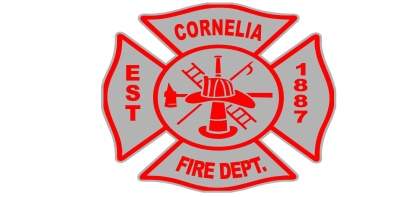 CORNELIA
EST
1887
FIRE DEPT.